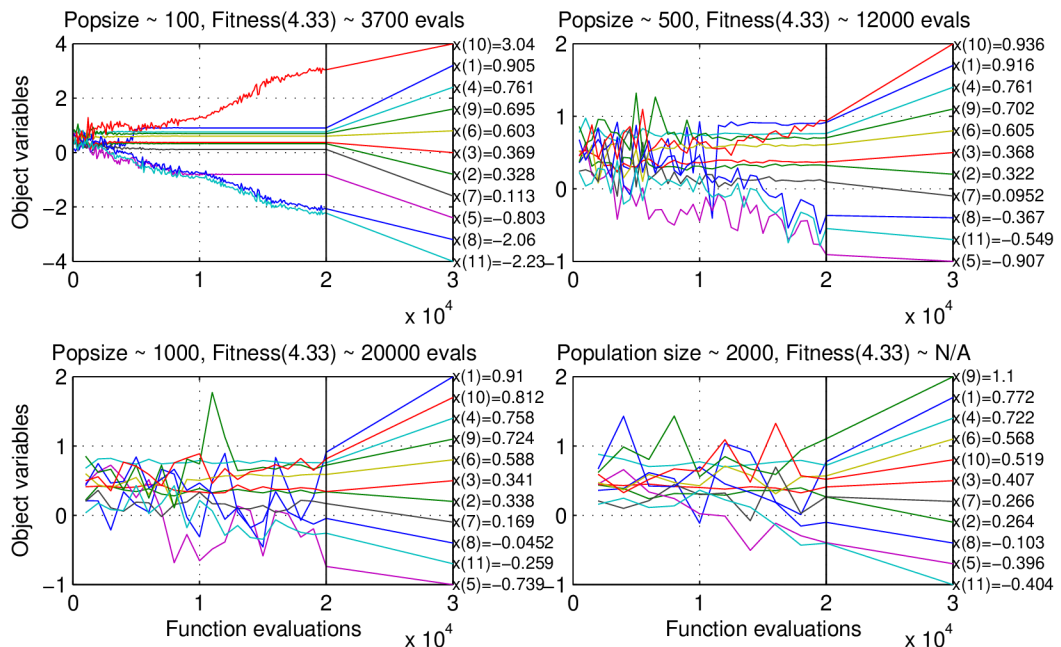 Popsize ~ 100, Fitness(4.33) ~ 3700 evals
Object variables
4
2
0
−2
−4
0
1
2
3
x 10^4
x(10)=3.04
x(1)=0.905
x(4)=0.761
x(9)=0.695
x(6)=0.603
x(3)=0.369
x(2)=0.328
x(7)=0.113
x(5)=−0.803
x(8)=−2.06
x(11)=−2.23
Popsize ~ 500, Fitness(4.33) ~ 12000 evals
2
1
0
−1
0
1
2
3
x 10^4
x(10)=0.936
x(1)=0.916
x(4)=0.761
x(9)=0.702
x(6)=0.605
x(3)=0.368
x(2)=0.322
x(7)=0.0952
x(8)=−0.367
x(11)=−0.549
x(5)=−0.907
Popsize ~ 1000, Fitness(4.33) ~ 20000 evals
Object variables
2
1
0
−1
0
1
2
3
Function evaluations
x 10^4
x(1)=0.91
x(10)=0.812
x(4)=0.758
x(9)=0.724
x(6)=0.588
x(3)=0.341
x(2)=0.333
x(7)=0.169
x(8)=−0.0452
x(11)=−0.259
x(5)=−0.739
Population size ~ 2000, Fitness(4.33) ~ N/A
2
1
0
−1
0
1
2
3
Function evaluations
x 10^4
x(9)=1.1
x(1)=0.772
x(4)=0.722
x(6)=0.568
x(10)=0.519
x(3)=0.407
x(7)=0.266
x(2)=0.264
x(8)=−0.103
x(5)=−0.396
x(11)=−0.404